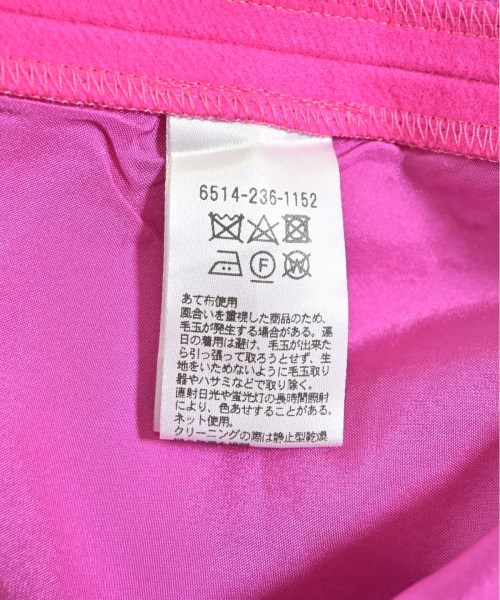 6514-236-1152
F
W
あて布使用
風合いを重視した商品のため、
毛玉が発生する場合がある。連
日の着用は避け、毛玉が出来た
ら引っ張って取ろうとせず、生
地をいためないように毛玉取り
器やハサミなどで取り除く。
直射日光や蛍光灯の長時間照射
により、色あせすることがある。
ネット使用。
クリーニングの際は静止型乾燥